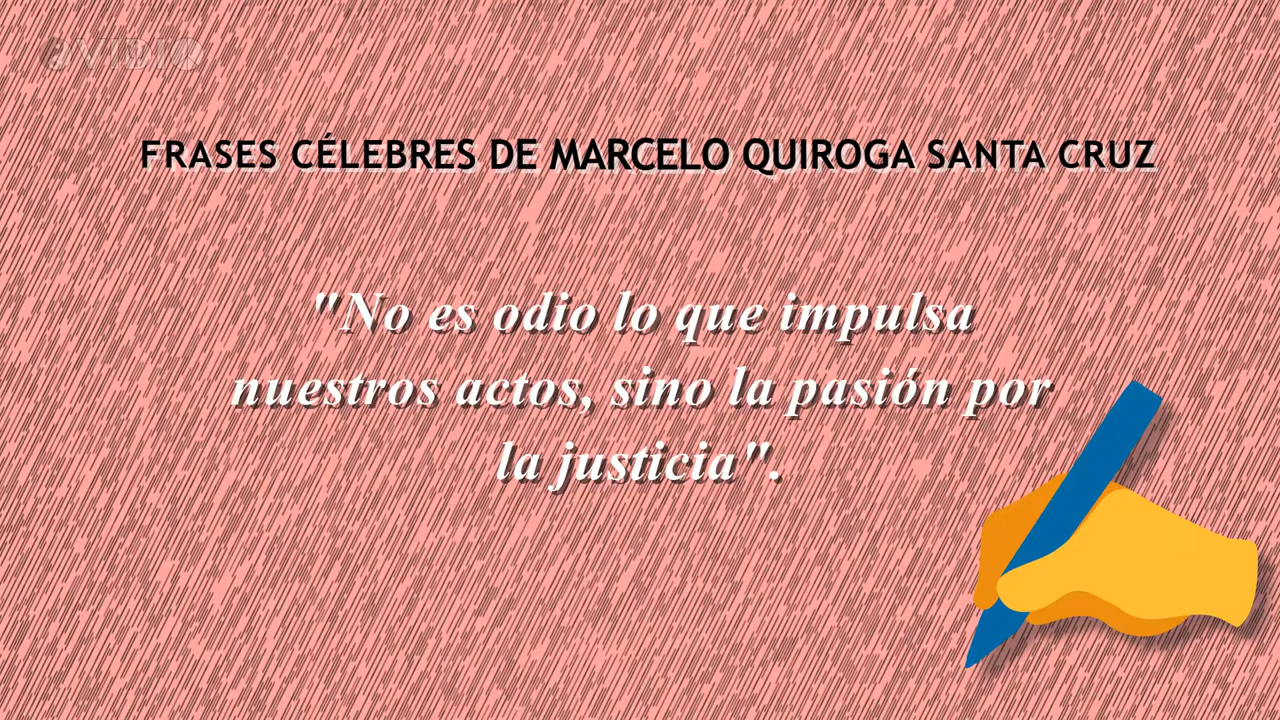 VIDIO
FRASES CÉLEBRES DE MARCELO QUIROGA SANTA CRUZ
"No es odio lo que impulsa
nuestros actos, sino la pasión por
la justicia".